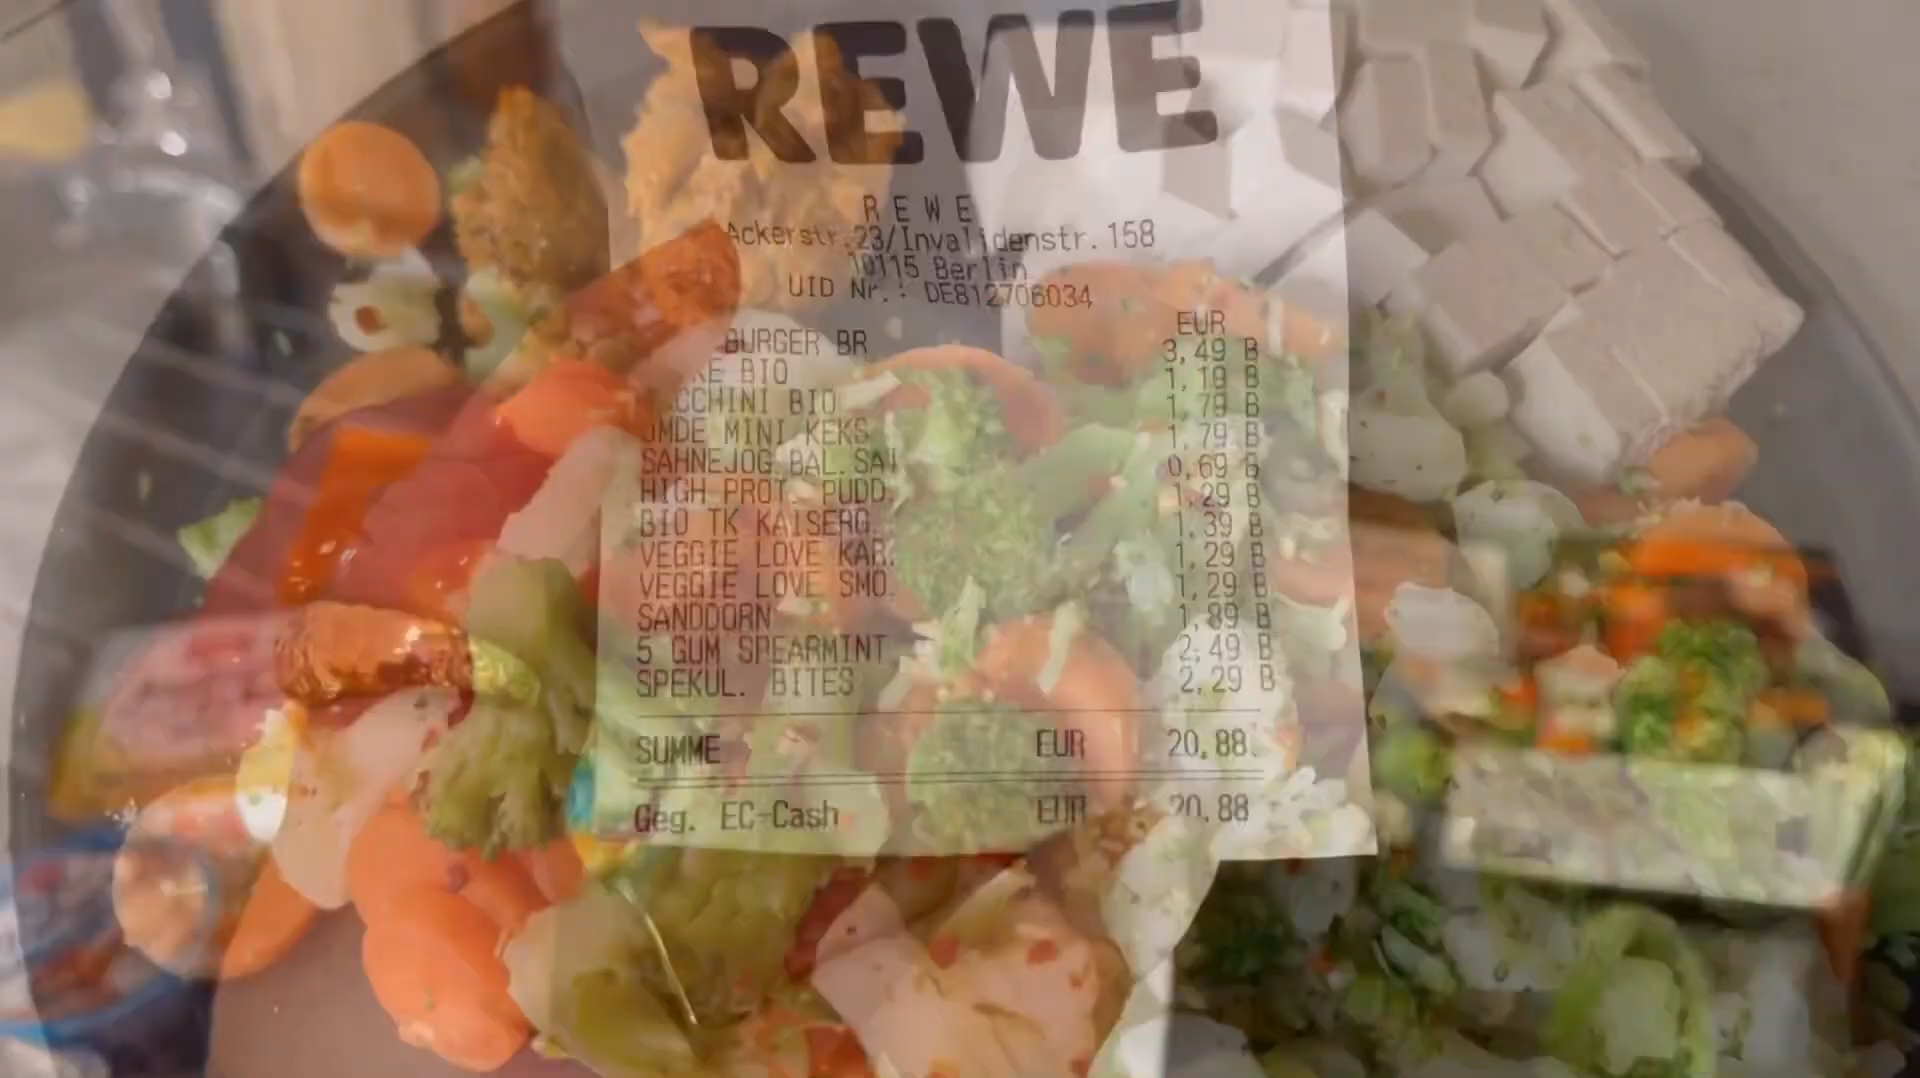 REWE
REWE
Ackerstr.23/Invalidenstr.158
10115 Berlin
UID Nr.: DE812706034
EUR
BURGER BR 3,49 B
BIO 1,19 B
CCHINI BIO 1,79 B
MINI KEKS 1,79 B
SAHNEJOG.BAL.SAI 0,69 B
HIGH PROT. PUDD. 1,29 B
BIO TK KAISERG. 1,39 B
VEGGIE LOVE KAR. 1,29 B
VEGGIE LOVE SMO. 1,29 B
SANDDORN 1,89 B
5 GUM SPEARMINT 2,49 B
SPEKUL. BITES 2,29 B
SUMME EUR 20,88
Geg. EC-Cash EUR 20,88